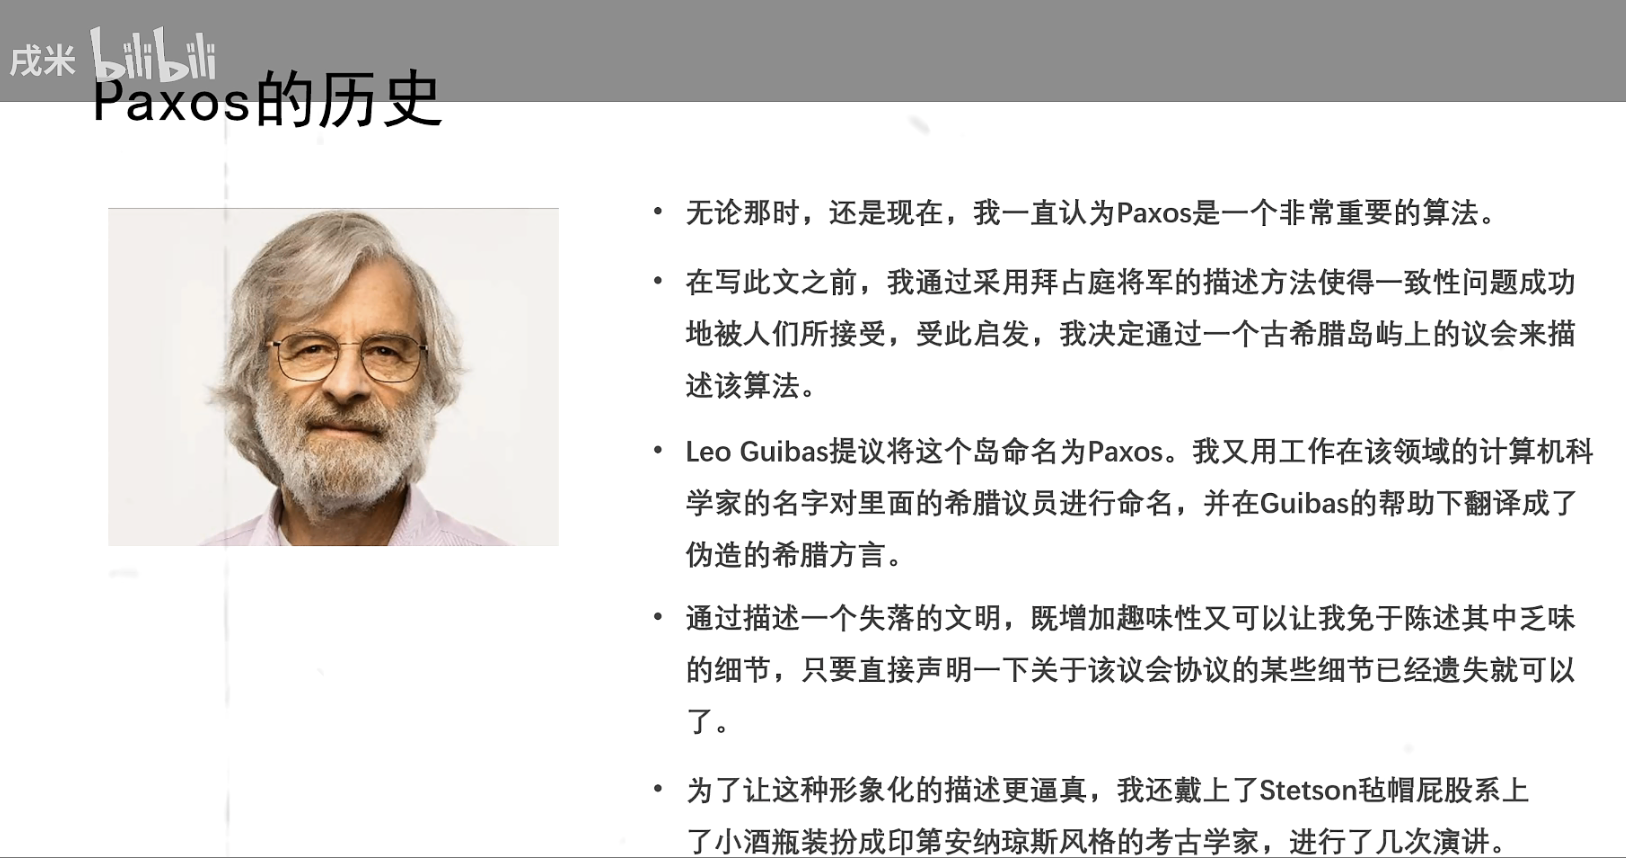 戌米 bilibili
Paxos的历史
• 无论那时，还是现在，我一直认为Paxos是一个非常重要的算法。
• 在写此文之前，我通过采用拜占庭将军的描述方法使得一致性问题成功
地被人们所接受，受此启发，我决定通过一个古希腊岛屿上的议会来描
述该算法。
• Leo Guibas提议将这个岛命名为Paxos。我又用工作在该领域的计算机科
学家的名字对里面的希腊议员进行命名，并在Guibas的帮助下翻译成了
伪造的希腊方言。
• 通过描述一个失落的文明，既增加趣味性又可以让我免于陈述其中乏味
的细节，只要直接声明一下关于该议会协议的某些细节已经遗失就可以
了。
• 为了让这种形象化的描述更逼真，我还戴上了Stetson毡帽屁股系上
了小酒瓶装扮成印第安纳琼斯风格的考古学家，进行了几次演讲。